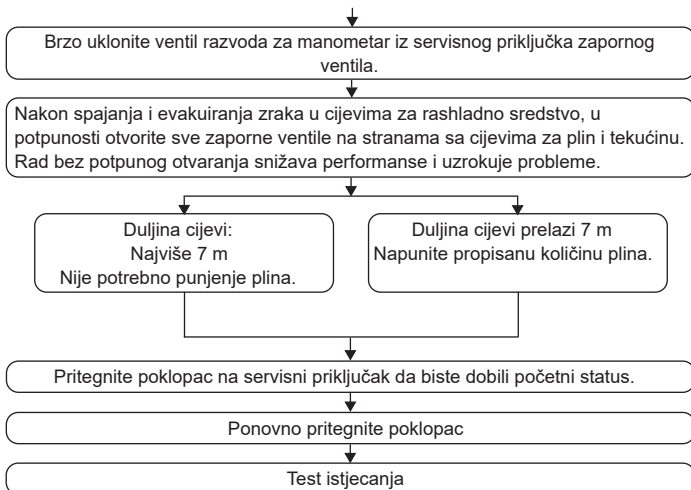 Brzo uklonite ventil razvoda za manometar iz servisnog priključka zapornog
ventila.
Nakon spajanja i evakuiranja zraka u cijevima za rashladno sredstvo, u
potpunosti otvorite sve zaporne ventile na stranama sa cijevima za plin i tekućinu.
Rad bez potpunog otvaranja snižava performanse i uzrokuje probleme.
Duljina cijevi:
Najviše 7 m
Nije potrebno punjenje plina.
Duljina cijevi prelazi 7 m
Napunite propisanu količinu plina.
Pritegnite poklopac na servisni priključak da biste dobili početni status.
Ponovno pritegnite poklopac
Test istjecanja